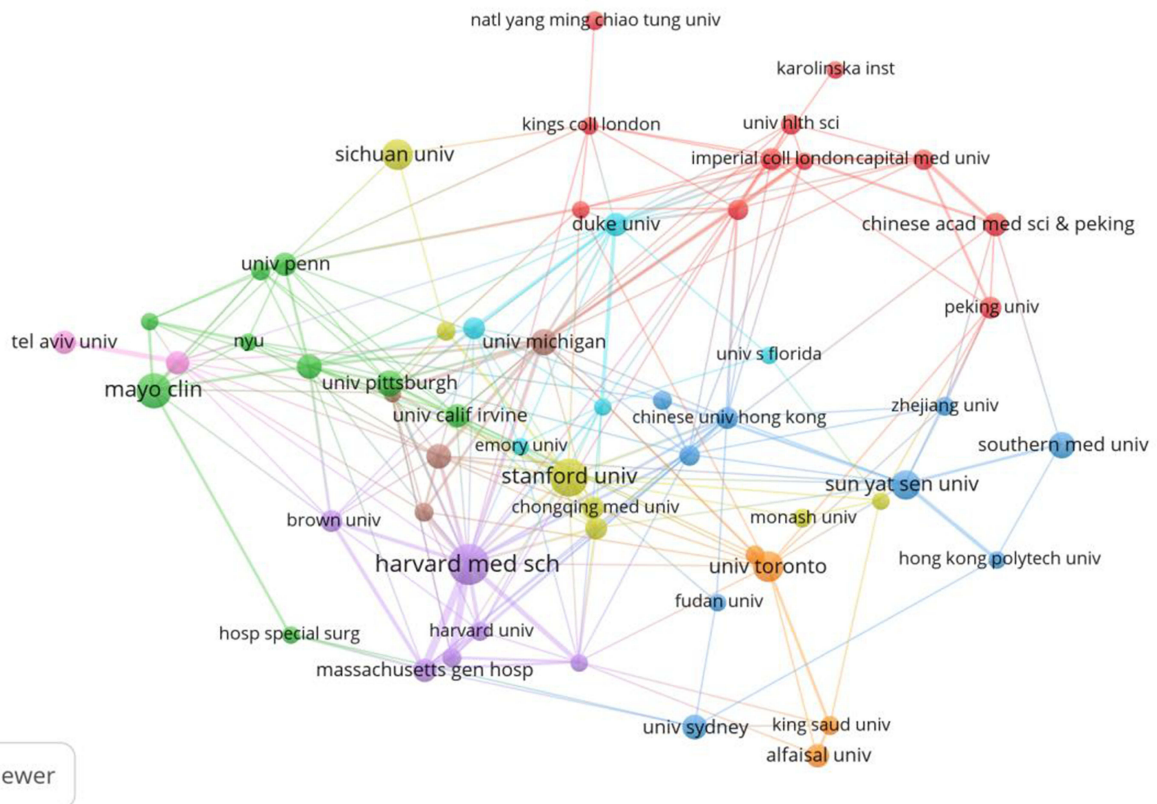 natl yang ming chiao tung univ
karolinska inst
kings coll london
univ hlth sci
sichuan univ
imperial coll london
capital med univ
duke univ
chinese acad med sci & peking
univ penn
peking univ
tel aviv univ
nyu
univ michigan
univ s florida
mayo clin
univ pittsburgh
univ calif irvine
chinese univ hong kong
zhejiang univ
emory univ
southern med univ
stanford univ
sun yat sen univ
chongqing med univ
brown univ
monash univ
harvard med sch
univ toronto
hong kong polytech univ
fudan univ
hosp special surg
harvard univ
massachusetts gen hosp
univ sydney
king saud univ
alfaisal univ
ewer